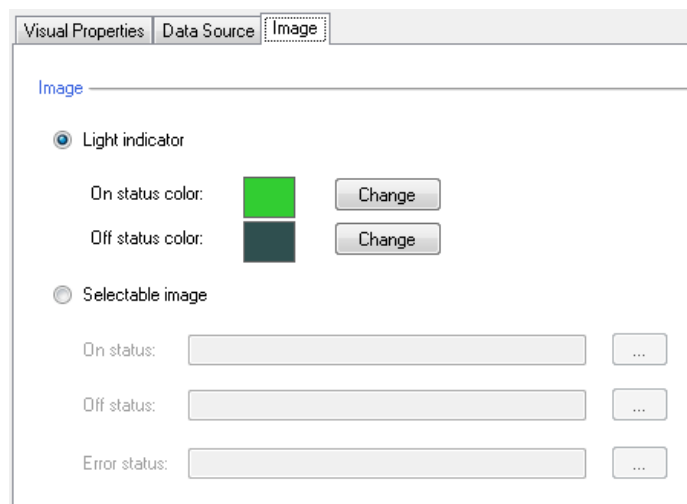 Visual Properties Data Source Image
Image
Light indicator
On status color: Change
Off status color: Change
Selectable image
On status: ...
Off status: ...
Error status: ...